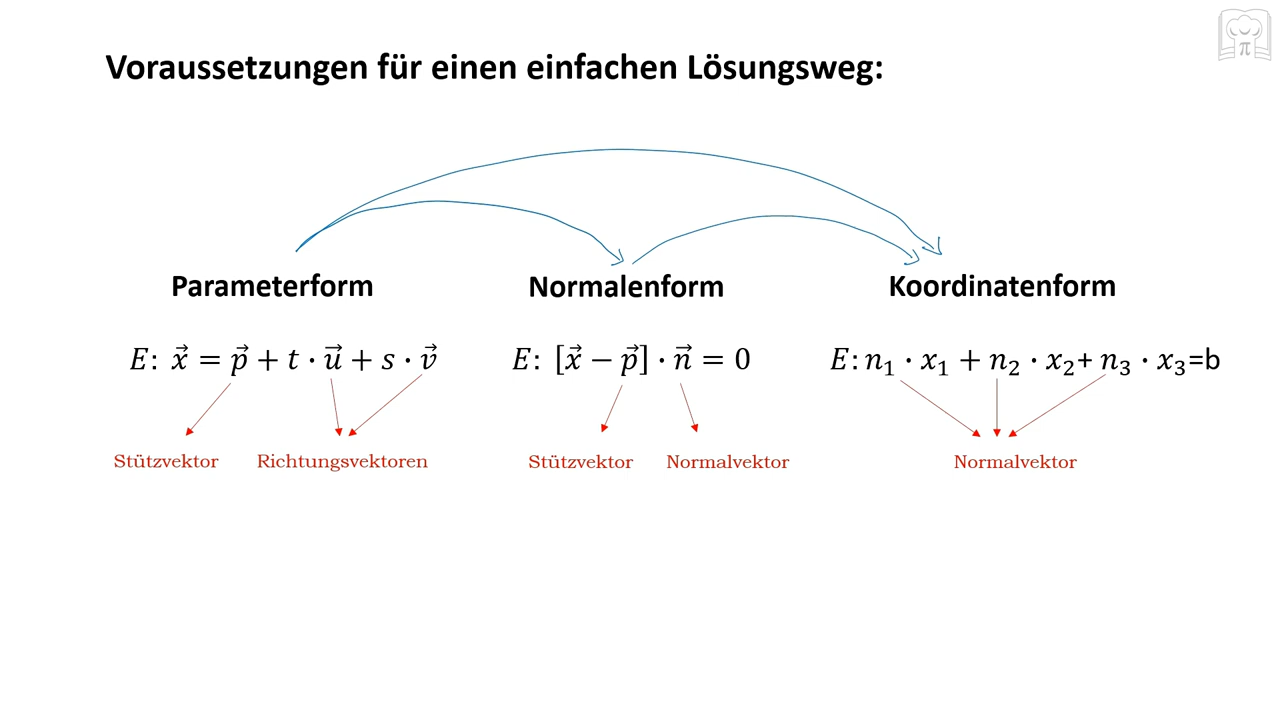 Voraussetzungen für einen einfachen Lösungsweg:
Parameterform Normalenform Koordinatenform
E: x⃗ = p⃗ + t · u⃗ + s · v⃗ E: [x⃗ − p⃗] · n⃗ = 0 E: n₁ · x₁ + n₂ · x₂+ n₃ · x₃=b
Stützvektor Richtungsvektoren Stützvektor Normalvektor Normalvektor
π